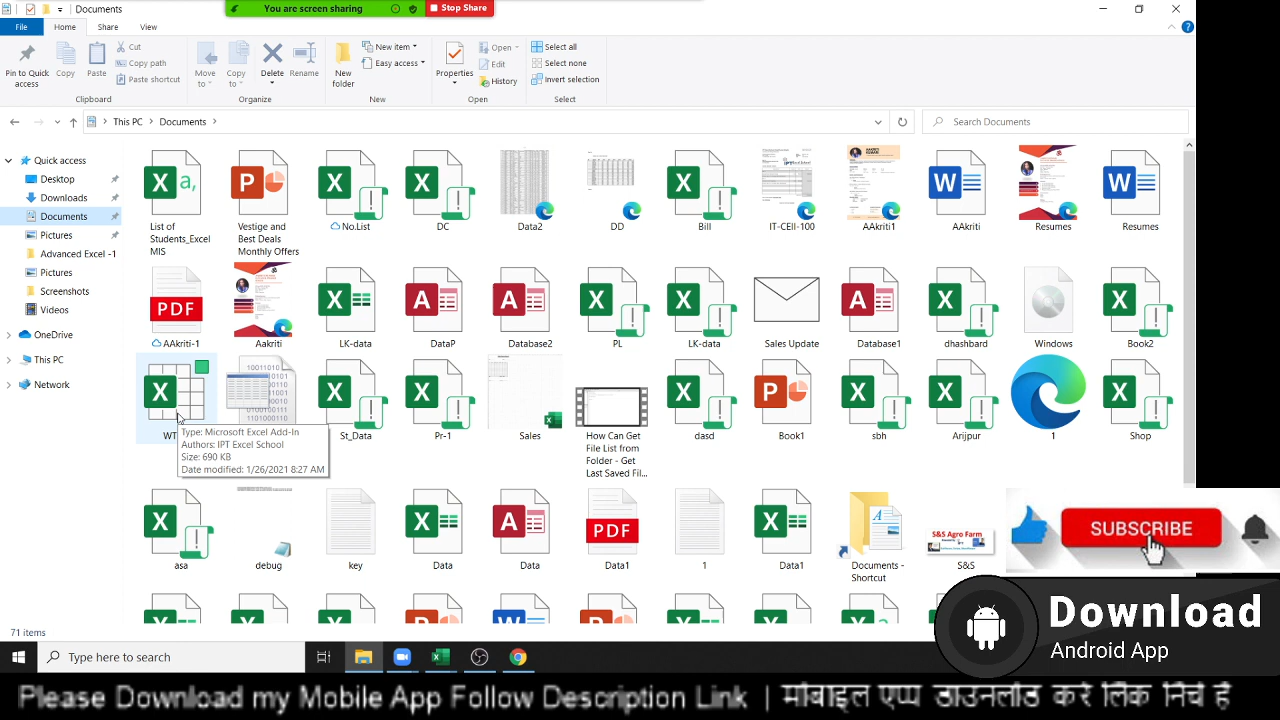 Documents
You are screen sharing
Stop Share
File
Home
Share
View
Pin to Quick access
Copy
Paste
Cut
Copy path
Paste shortcut
Clipboard
Move to
Copy to
Delete
Rename
Organize
New folder
New item
Easy access
New
Properties
Open
Edit
History
Open
Select all
Select none
Invert selection
Select
This PC > Documents >
Search Documents
Quick access
Desktop
Downloads
Documents
Pictures
Advanced Excel -1
Pictures
Screenshots
Videos
OneDrive
This PC
Network
List of Students_Excel MIS
Vestige and Best Deals Monthly Offers
No.List
DC
Data2
DD
Bill
IT-CEll-100
AAkriti1
AAkriti
Resumes
Resumes
PDF
AAkriti-1
Aakriti
LK-data
DataP
Database2
PL
LK-data
Sales Update
Database1
dhashbard
Windows
Book2
WT
Type: Microsoft Excel Add-In
Authors: IPT Excel School
Size: 690 KB
Date modified: 1/26/2021 8:27 AM
St_Data
Pr-1
Sales
How Can Get File List from Folder - Get Last Saved Fil...
dasd
Book1
sbh
Arijpur
1
Shop
asa
debug
key
Data
Data
PDF
Data1
1
Data1
Documents - Shortcut
S&S Agro Farm
S&S
SUBSCRIBE
Download
Android App
71 items
Type here to search
Please Download my Mobile App Follow Description Link | मोबाइल एप्प डाउनलोड करे लिंक निचे है